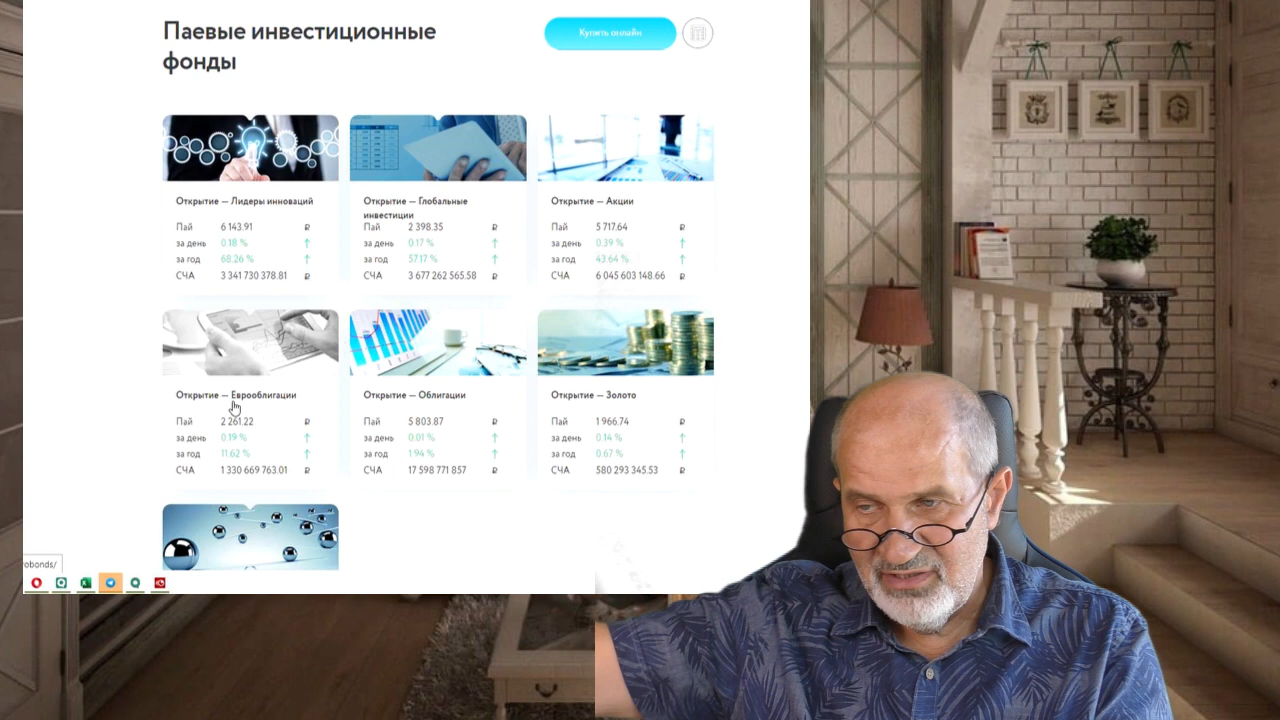 Паевые инвестиционные
фонды
Купить онлайн
Открытие — Лидеры инноваций
Пай 6 143.91 ₽
за день 0.18 % ↑
за год 68.26 % ↑
СЧА 3 341 730 378.81 ₽
Открытие — Глобальные
инвестиции
Пай 2 398.35 ₽
за день 0.17 % ↑
за год 57.17 % ↑
СЧА 3 677 262 565.58 ₽
Открытие — Акции
Пай 5 717.64 ₽
за день 0.39 % ↑
за год 43.64 % ↑
СЧА 6 045 603 148.66 ₽
Открытие — Еврооблигации
Пай 2 261.22 ₽
за день 0.19 % ↑
за год 11.62 % ↑
СЧА 1 330 669 763.01 ₽
Открытие — Облигации
Пай 5 803.87 ₽
за день 0.01 % ↑
за год 1.94 % ↑
СЧА 17 598 771 857 ₽
Открытие — Золото
Пай 1 966.74 ₽
за день 0.14 % ↑
за год 0.67 % ↑
СЧА 580 293 345.53 ₽
obonds/